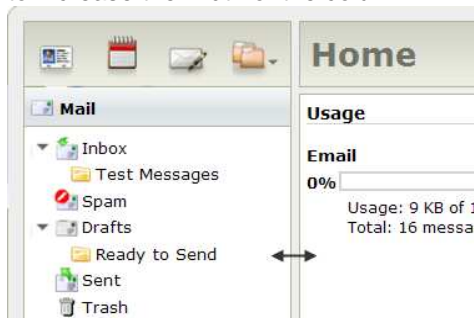 Home
Mail
Usage
Inbox
Email
Test Messages
0%
Spam
Usage: 9 KB of 1
Drafts
Total: 16 messa
Ready to Send
Sent
Trash